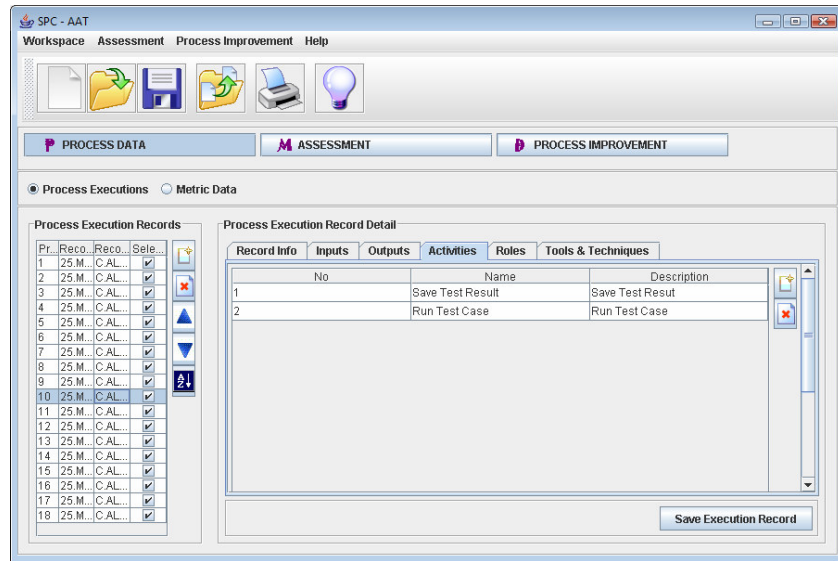 SPC - AAT
Workspace Assessment Process Improvement Help
P PROCESS DATA M ASSESSMENT PROCESS IMPROVEMENT
Process Executions Metric Data
Process Execution Records Process Execution Record Detail
Record Info Inputs Outputs Activities Roles Tools & Techniques
Pr... Reco... Reco... Sele...
No Name Description
1 25.M... C.AL...
2 25.M... C.AL...
3 25.M... C.AL...
4 25.M... C.AL...
5 25.M... C.AL...
6 25.M... C.AL...
7 25.M... C.AL...
8 25.M... C.AL...
9 25.M... C.AL...
10 25.M... C.AL...
11 25.M... C.AL...
12 25.M... C.AL...
13 25.M... C.AL...
14 25.M... C.AL...
15 25.M... C.AL...
16 25.M... C.AL...
17 25.M... C.AL...
18 25.M... C.AL...
A
Z
1 Save Test Result Save Test Resut
2 Run Test Case Run Test Case
Save Execution Record